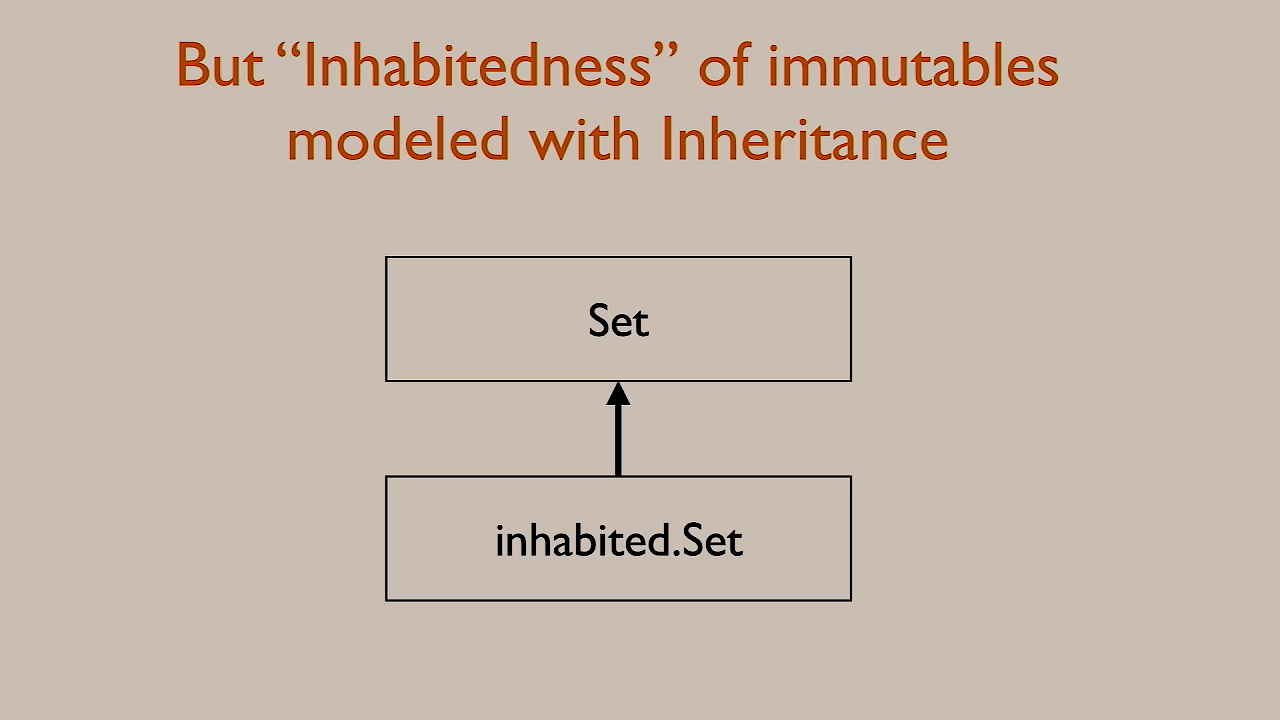 But “Inhabitedness” of immutables
modeled with Inheritance
Set
inhabited.Set